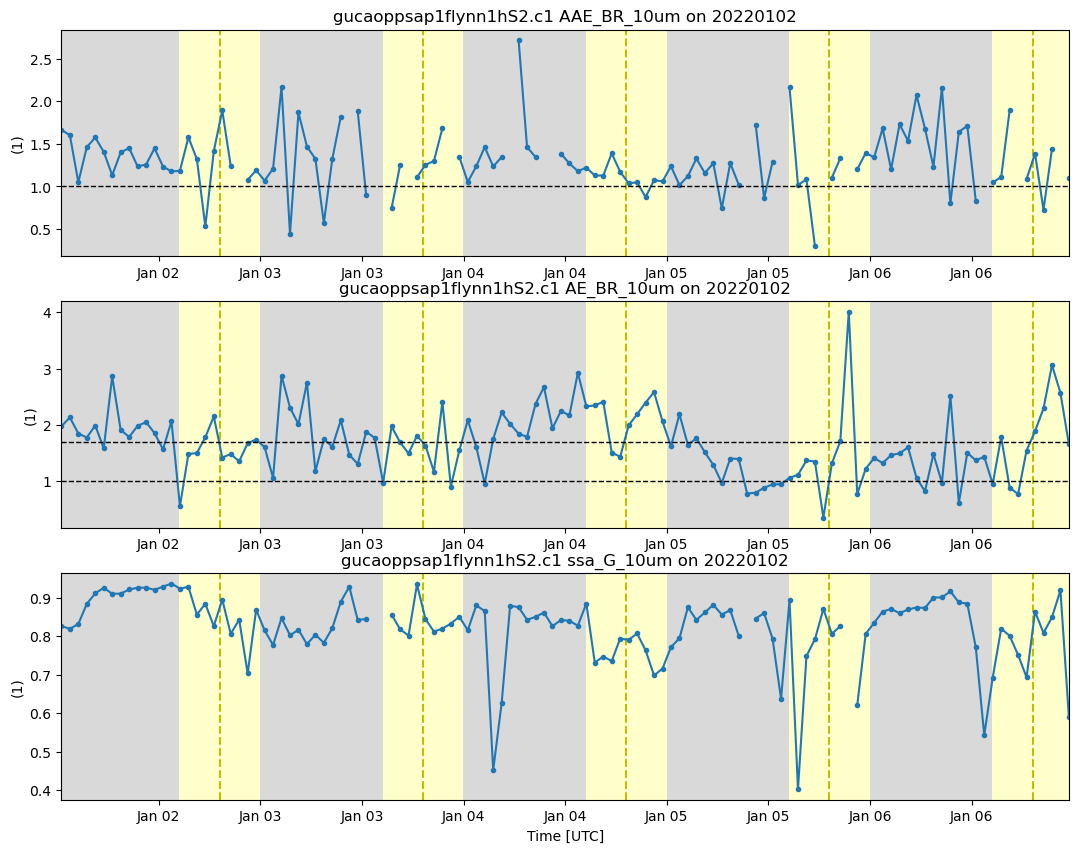 gucaoppsap1flynn1hS2.c1 AAE_BR_10um on 20220102
2.5
2.0
1.5
1.0
0.5
(1)
Jan 02 Jan 03 Jan 03 Jan 04 Jan 04 Jan 05 Jan 05 Jan 06 Jan 06
gucaoppsap1flynn1hS2.c1 AE_BR_10um on 20220102
4
3
2
1
(1)
Jan 02 Jan 03 Jan 03 Jan 04 Jan 04 Jan 05 Jan 05 Jan 06 Jan 06
gucaoppsap1flynn1hS2.c1 ssa_G_10um on 20220102
0.9
0.8
0.7
0.6
0.5
0.4
(1)
Jan 02 Jan 03 Jan 03 Jan 04 Jan 04 Jan 05 Jan 05 Jan 06 Jan 06
Time [UTC]